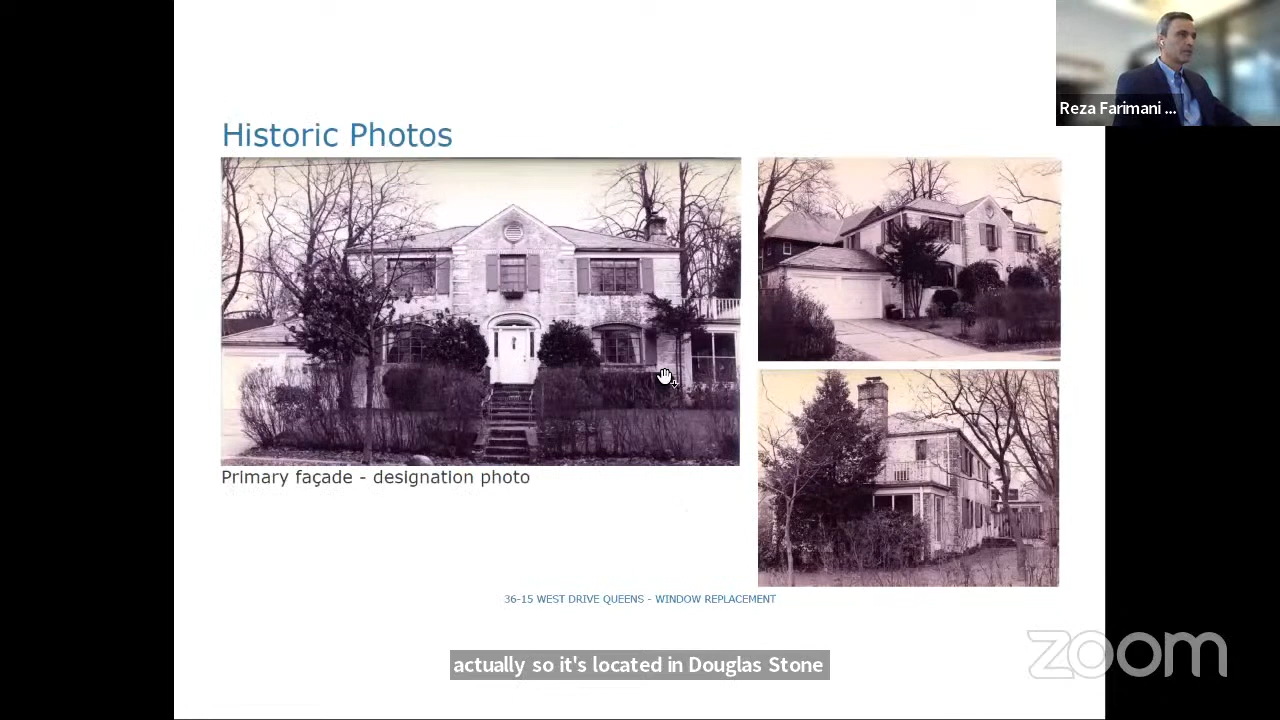 Reza Farimani ...
Historic Photos
Primary façade - designation photo
36-15 WEST DRIVE QUEENS - WINDOW REPLACEMENT
actually so it's located in Douglas Stone
zoom